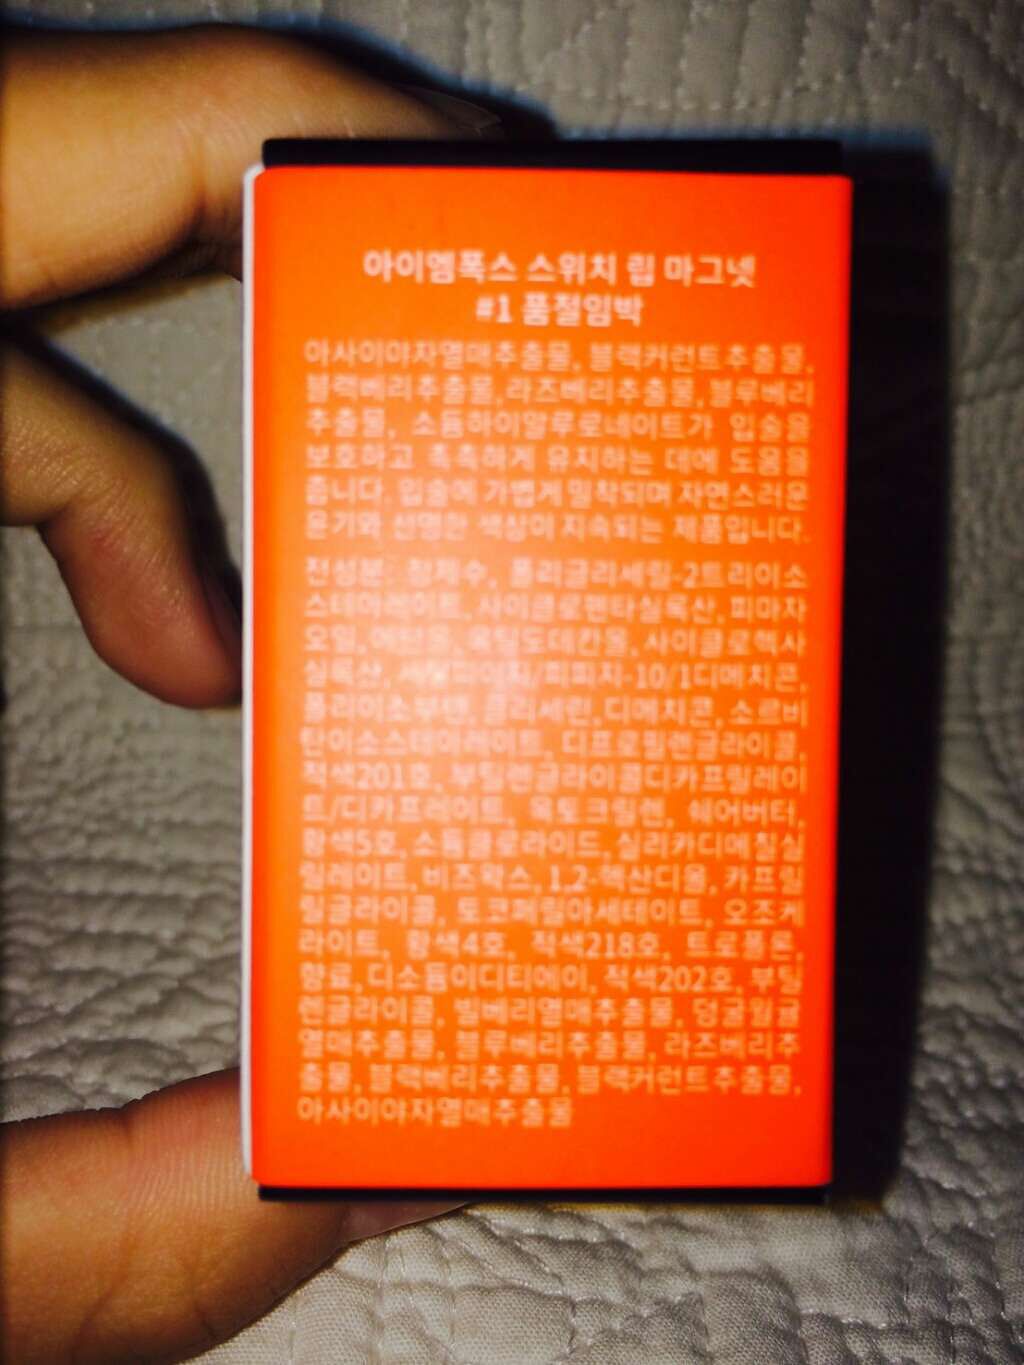 아이엠폭스 스위치 립 마그넷
#1 품절임박
아사이야자열매추출물, 블랙커런트추출물,
블랙베리추출물, 라즈베리추출물, 블루베리
추출물, 소듐하이알루로네이트가 입술을
보호하고 촉촉하게 유지하는 데에 도움을
줍니다. 입술에 가볍게 밀착되며 자연스러운
윤기와 선명한 색상이 지속되는 제품입니다.
전성분: 정제수, 폴리글리세릴-2트리이소
스테아레이트, 사이클로펜타실록산, 피마자
오일, 에탄올, 옥틸도데칸올, 사이클로헥사
실록산, 세틸피이지/피피지-10/1디메치콘,
폴리이소부텐, 글리세린, 디메치콘, 소르비
탄이소스테아레이트, 디프로필렌글라이콜,
적색201호, 부틸렌글라이콜디카프릴레이
트/디카프레이트, 옥토크릴렌, 쉐어버터,
황색5호, 소듐클로라이드, 실리카디메칠실
릴레이트, 비즈왁스, 1,2-헥산디올, 카프릴
릴글라이콜, 토코페릴아세테이트, 오조케
라이트, 황색4호, 적색218호, 트로폴론,
향료, 디소듐이디티에이, 적색202호, 부틸
렌글라이콜, 빌베리열매추출물, 덩굴월귤
열매추출물, 블루베리추출물, 라즈베리추
출물, 블랙베리추출물, 블랙커런트추출물,
아사이야자열매추출물